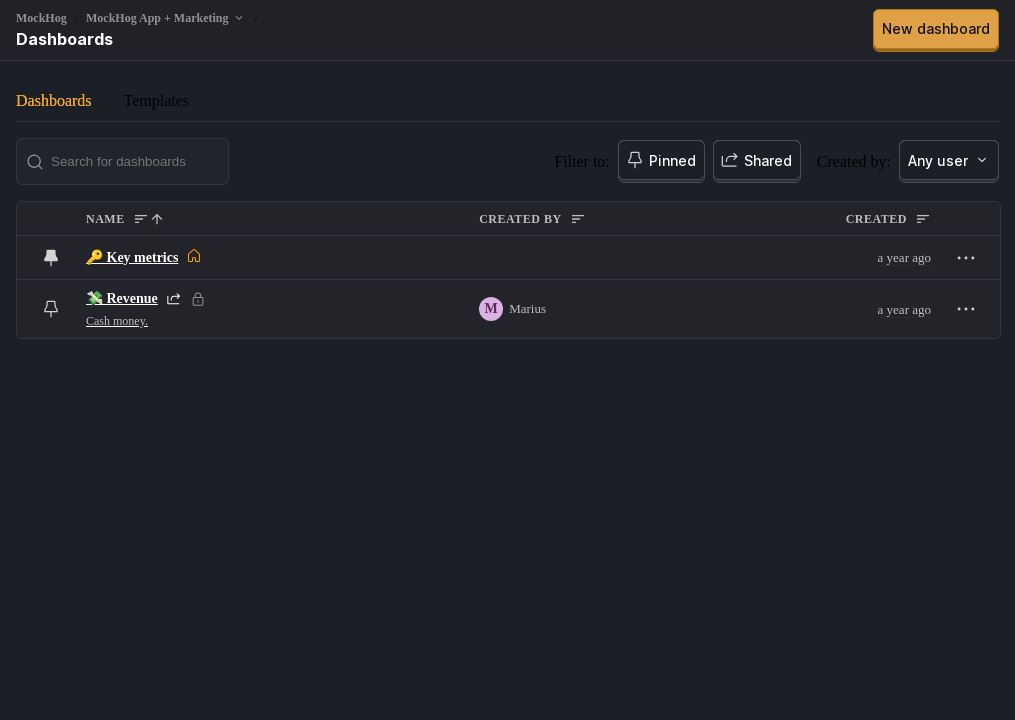 MockHog / MockHog App + Marketing /
Dashboards
New dashboard
Dashboards Templates
Search for dashboards
Filter to: Pinned Shared Created by: Any user
NAME CREATED BY CREATED
🔑 Key metrics a year ago
💸 Revenue
Cash money.
M Marius a year ago